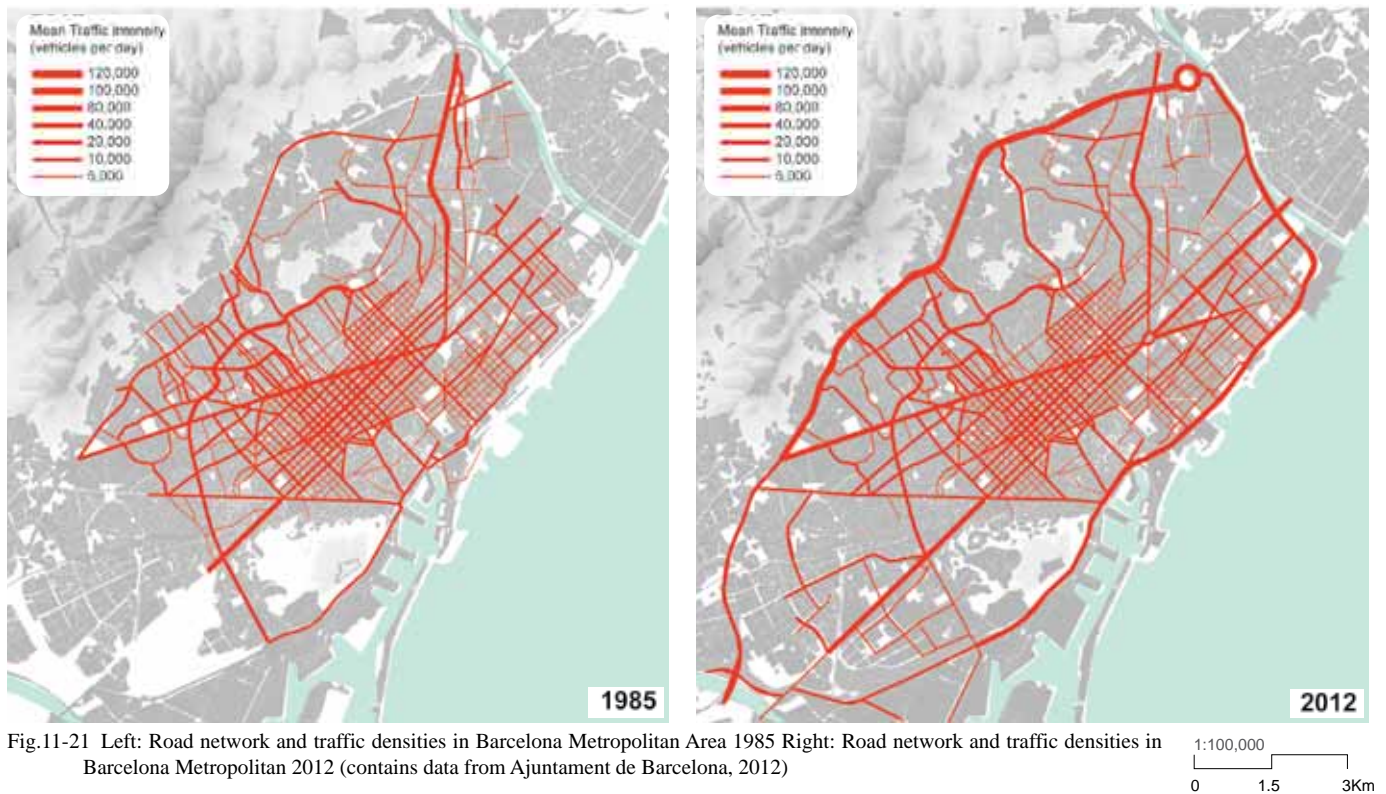 Mean Traffic Intensity
(vehicles per day)
120,000
100,000
80,000
40,000
20,000
10,000
5,000
1985
Mean Traffic Intensity
(vehicles per day)
120,000
100,000
80,000
40,000
20,000
10,000
5,000
2012
Fig.11-21 Left: Road network and traffic densities in Barcelona Metropolitan Area 1985 Right: Road network and traffic densities in
Barcelona Metropolitan 2012 (contains data from Ajuntament de Barcelona, 2012)
1:100,000
0 1.5 3Km